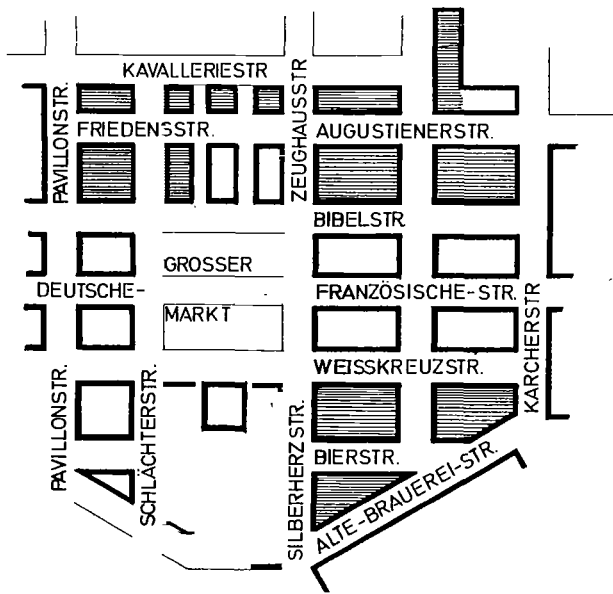 KAVALLERIESTR
PAVILLONSTR.
ZEUGHAUSSTR
FRIEDENSSTR.
AUGUSTIENERSTR.
BIBELSTR.
GROSSER
DEUTSCHE-
FRANZÖSISCHE-STR.
MARKT
KARCHERSTR
WEISSKREUZSTR.
PAVILLONSTR.
SCHLÄCHTERSTR.
SILBERHERZSTR.
BIERSTR.
ALTE-BRAUEREI-STR.